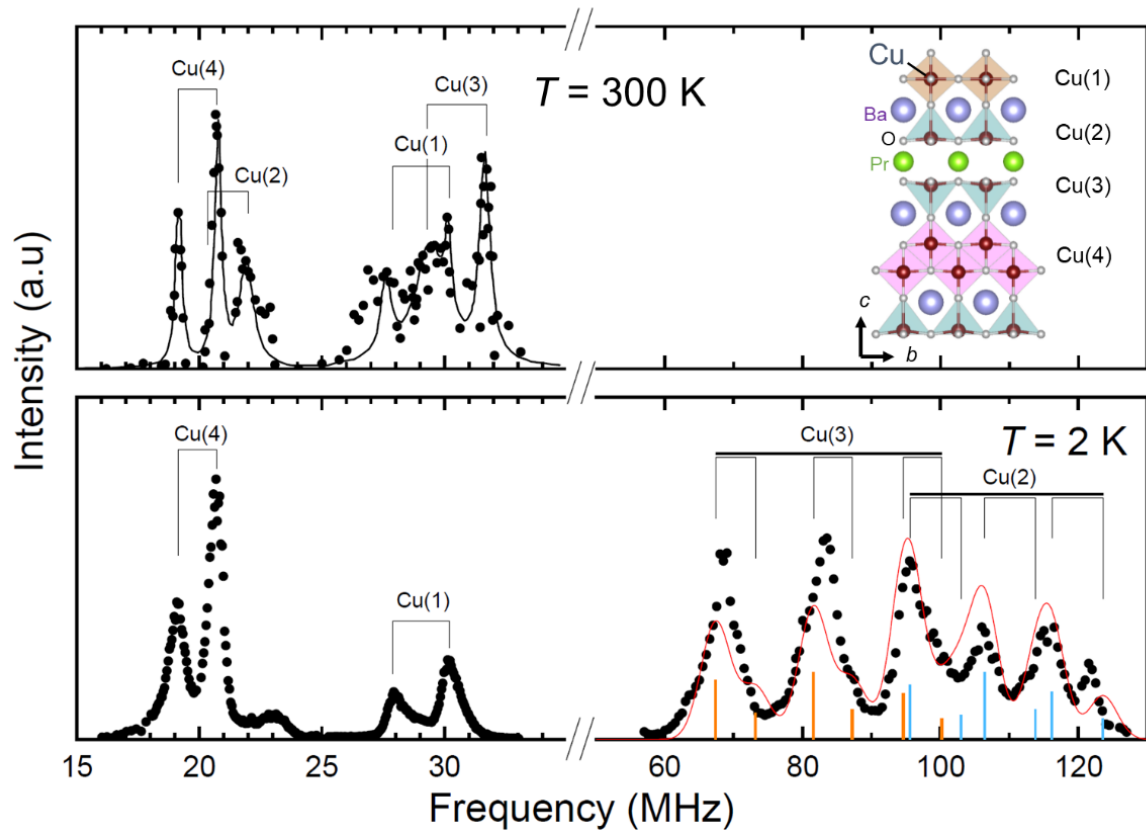 Intensity (a.u)
T = 300 K
Cu(4)
Cu(2)
Cu(1)
Cu(3)
Cu
Ba
O
Pr
c
b
Cu(1)
Cu(2)
Cu(3)
Cu(4)
T = 2 K
Cu(4)
Cu(1)
Cu(3)
Cu(2)
15 20 25 30 60 80 100 120
Frequency (MHz)